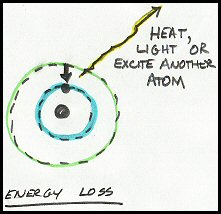 HEAT,
LIGHT OR
EXCITE ANOTHER
ATOM
ENERGY LOSS